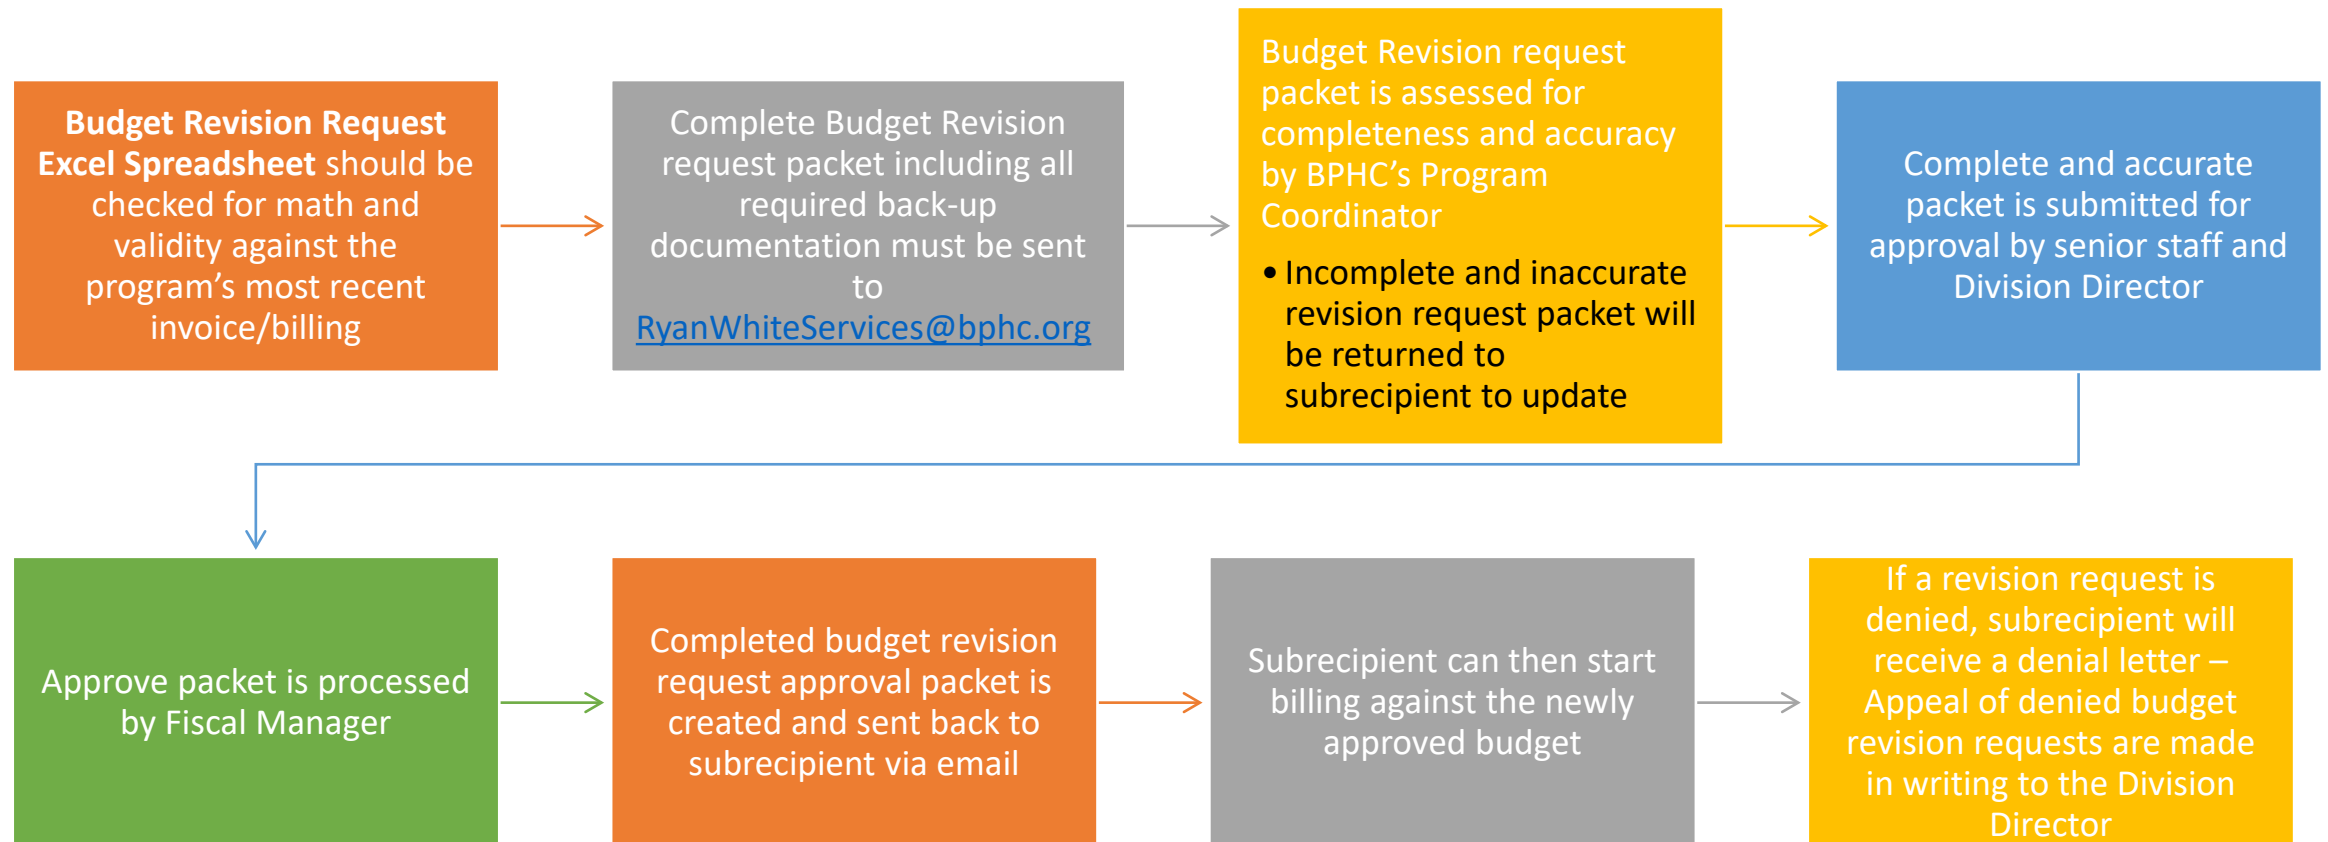 Budget Revision Request
Excel Spreadsheet should be
checked for math and
validity against the
program’s most recent
invoice/billing
Complete Budget Revision
request packet including all
required back-up
documentation must be sent
to
RyanWhiteServices@bphc.org
Budget Revision request
packet is assessed for
completeness and accuracy
by BPHC’s Program
Coordinator
• Incomplete and inaccurate
revision request packet will
be returned to
subrecipient to update
Complete and accurate
packet is submitted for
approval by senior staff and
Division Director
Approve packet is processed
by Fiscal Manager
Completed budget revision
request approval packet is
created and sent back to
subrecipient via email
Subrecipient can then start
billing against the newly
approved budget
If a revision request is
denied, subrecipient will
receive a denial letter –
Appeal of denied budget
revision requests are made
in writing to the Division
Director